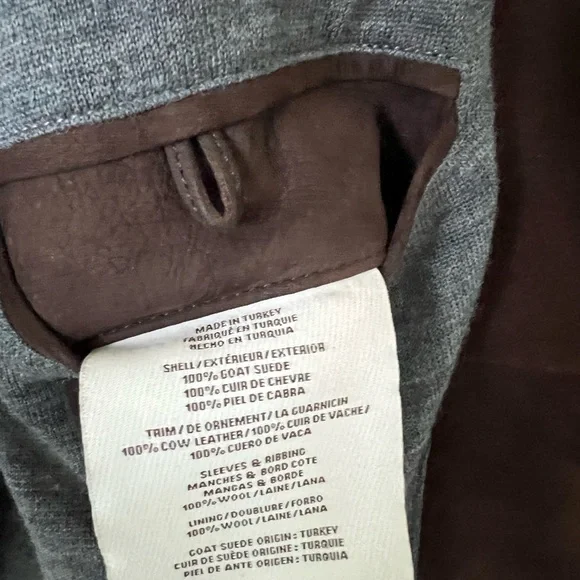 MADE IN TURKEY
FABRIQUÉ EN TURQUIE
HECHO EN TURQUIA
SHELL/EXTÉRIEUR/EXTERIOR
100% GOAT SUEDE
100% CUIR DE CHEVRE
100% PIEL DE CABRA
TRIM / DE ORNEMENT/LA GUARNICIN
100% COW LEATHER/100% CUIR DE VACHE/
100% CUERO DE VACA
SLEEVES & RIBBING
MANCHES & BORD COTE
MANGAS & BORDE
100% WOOL/LAINE/LANA
LINING/DOUBLURE/FORRO
100% WOOL/LAINE/LANA
GOAT SUEDE ORIGIN: TURKEY
CUIR DE SUÈDE ORIGINE: TURQUIE
PIEL DE ANTE ORIGEN: TURQUIA